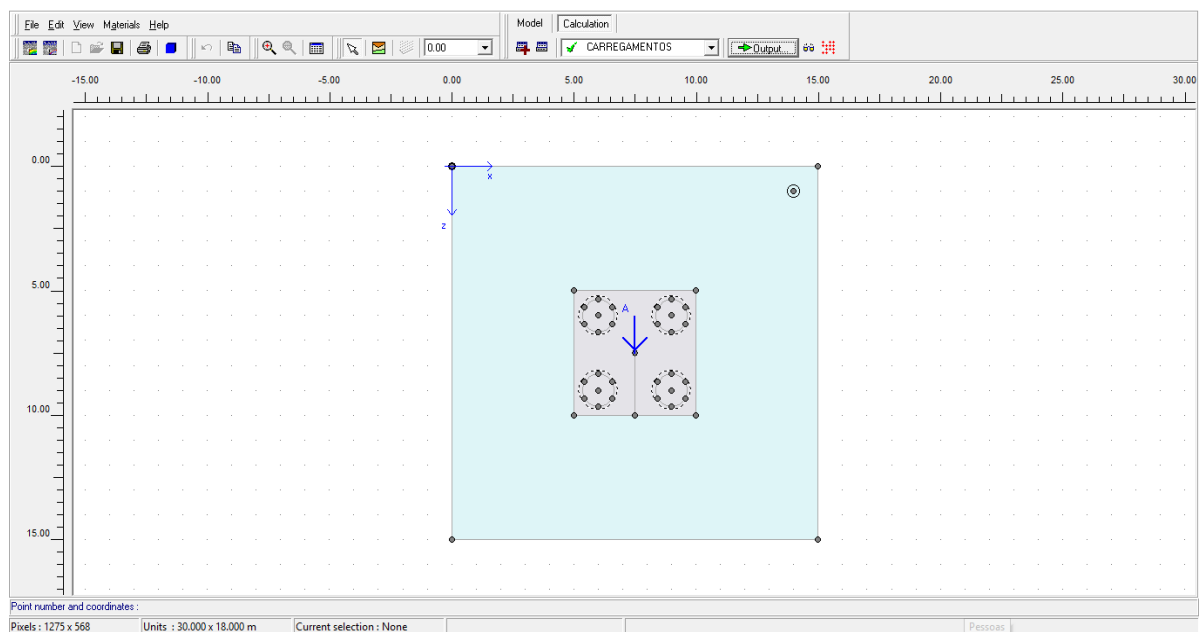 File Edit View Materials Help
Model Calculation
0.00
CARREGAMENTOS
Output...
-15.00 -10.00 -5.00 0.00 5.00 10.00 15.00 20.00 25.00 30.00
0.00
x
z
5.00
A
10.00
15.00
Point number and coordinates :
Pixels : 1275 x 568 Units : 30.000 x 18.000 m Current selection : None Pessoas